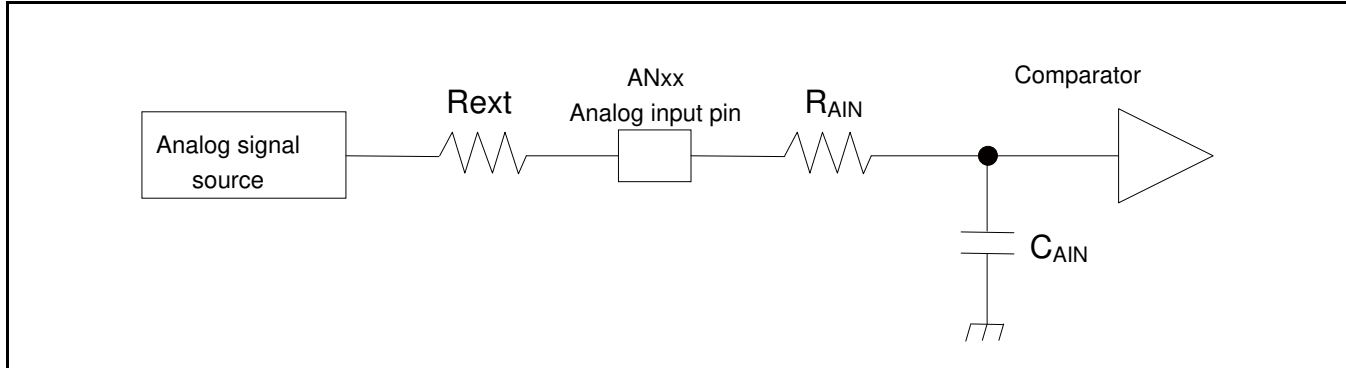 Analog signal
source
Rext
ANxx
Analog input pin
RAIN
Comparator
CAIN